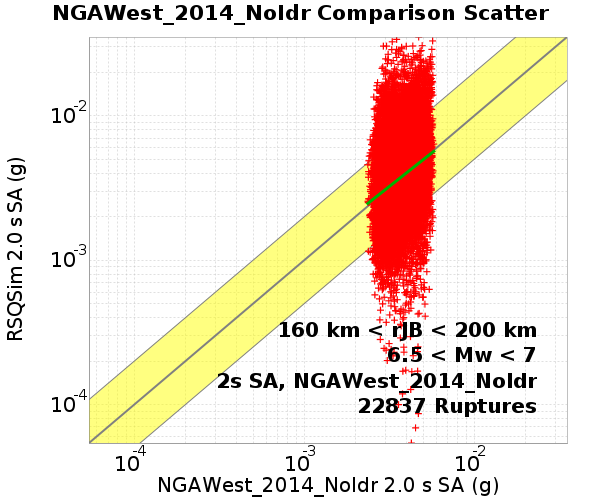 NGAWest_2014_NoIdr Comparison Scatter
RSQSim 2.0 s SA (g)
10-2
10-3
10-4
160 km < rJB < 200 km
6.5 < Mw < 7
2s SA, NGAWest_2014_NoIdr
22837 Ruptures
10-4
10-3
10-2
NGAWest_2014_NoIdr 2.0 s SA (g)